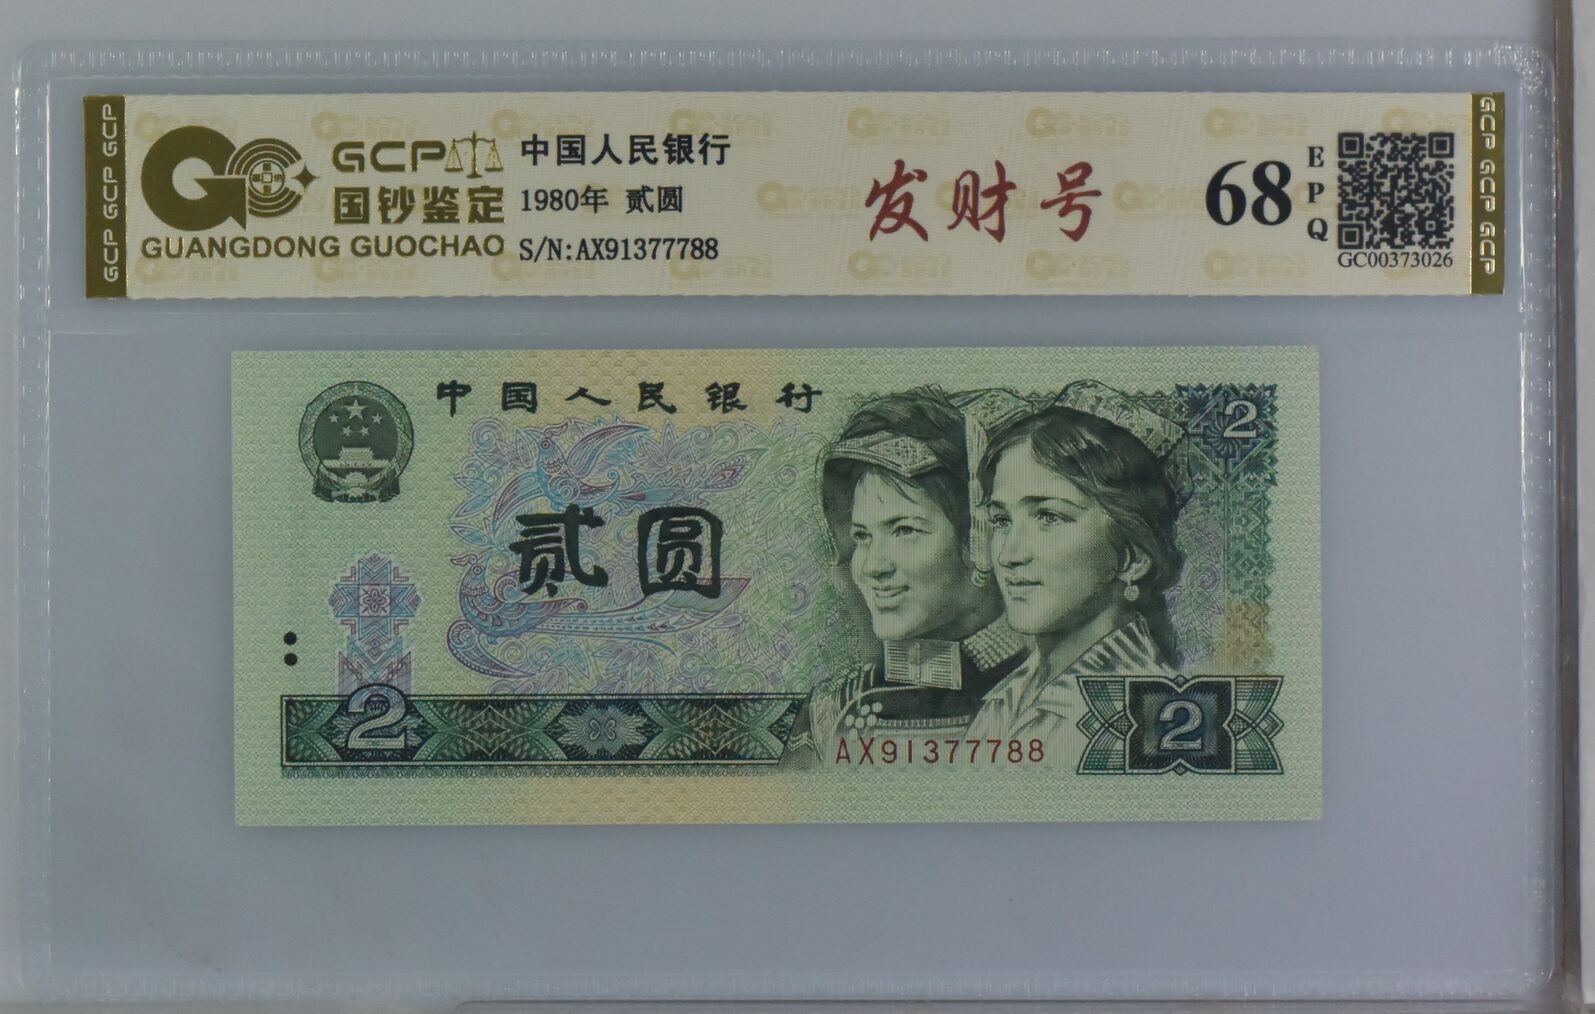 GCP GCP GCP
GCP
国钞鉴定
GUANGDONG GUOCHAO
中国人民银行
1980年 贰圆
S/N:AX91377788
发财号
68
EPQ
GC00373026
GCP GCP GCP
中国人民银行
2
贰圆
2
AX91377788
2